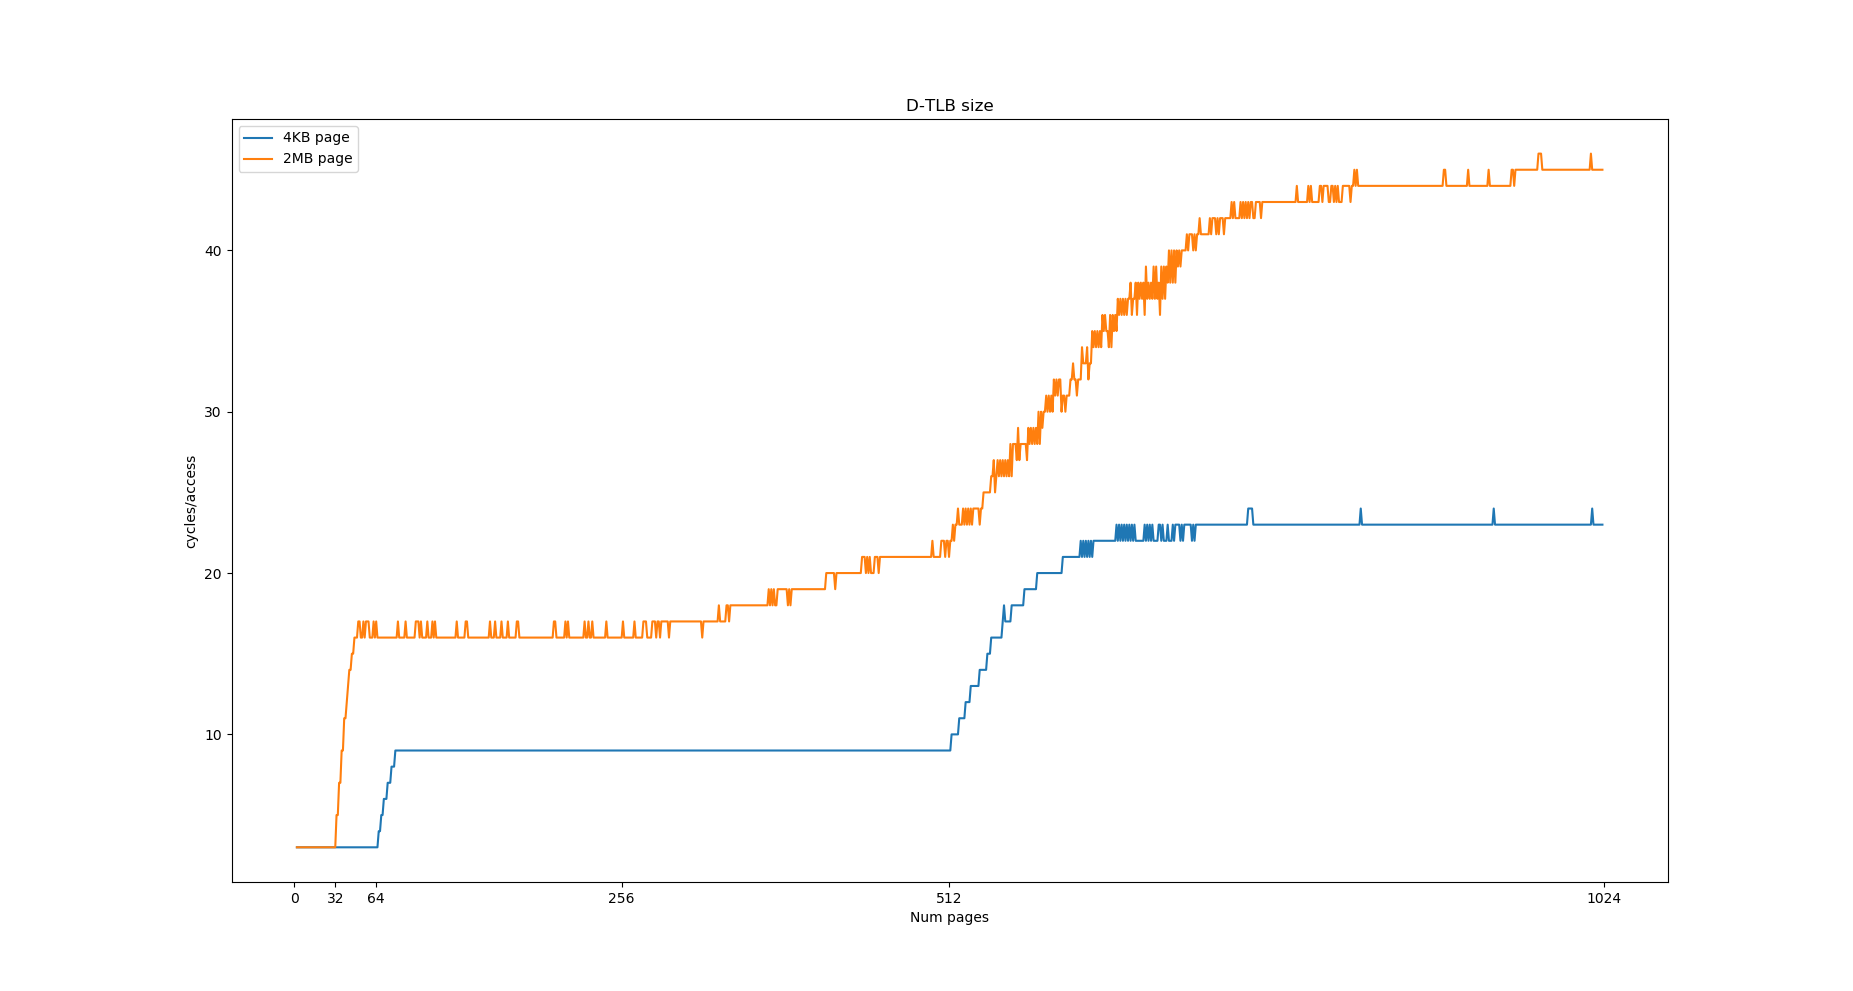 D-TLB size
4KB page
2MB page
40
30
20
10
cycles/access
0 32 64 256 512 1024
Num pages